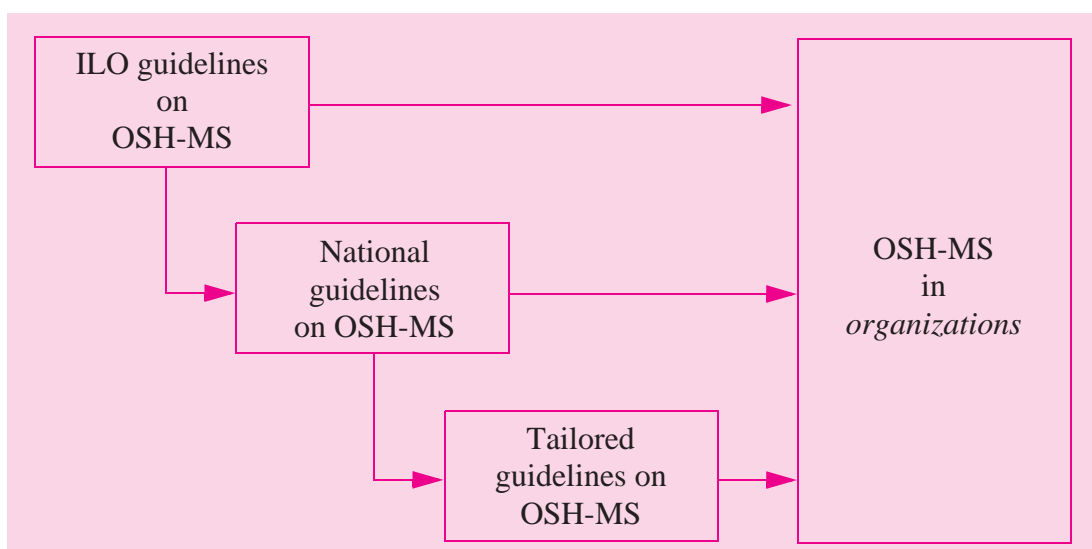 ILO guidelines
on
OSH-MS
National
guidelines
on OSH-MS
Tailored
guidelines on
OSH-MS
OSH-MS
in
organizations